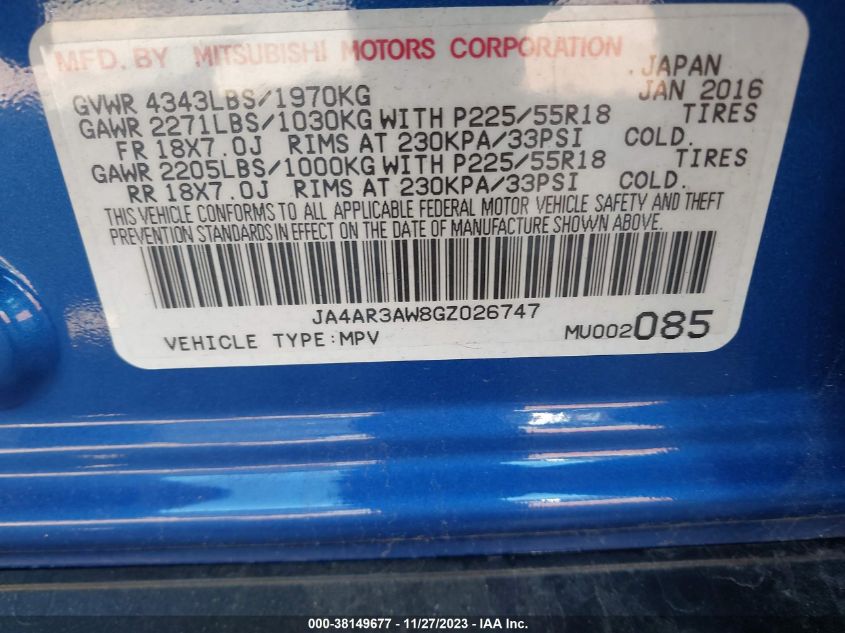 MFD. BY MITSUBISHI MOTORS CORPORATION
JAPAN
GVWR 4343LBS/1970KG JAN 2016
GAWR 2271LBS/1030KG WITH P225/55R18 TIRES
FR 18X7.0J RIMS AT 230KPA/33PSI COLD.
GAWR 2205LBS/1000KG WITH P225/55R18 TIRES
RR 18X7.0J RIMS AT 230KPA/33PSI COLD.
THIS VEHICLE CONFORMS TO ALL APPLICABLE FEDERAL MOTOR VEHICLE SAFETY AND THEFT
PREVENTION STANDARDS IN EFFECT ON THE DATE OF MANUFACTURE SHOWN ABOVE.
JA4AR3AW8GZ026747
VEHICLE TYPE:MPV MU002085
000-38149677 - 11/27/2023 - IAA Inc.